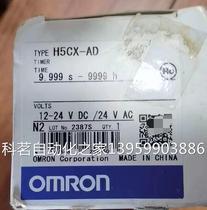 TYPE H5CX-AD
TIMER
TIME
9.999 s - 9999 h
VOLTS
12-24 V DC /24 V AC
N2 LOT No 2387S QTY. 1
OMRON Corporation MADE IN CHINA
科茗自动化之家13959903886
OMRON